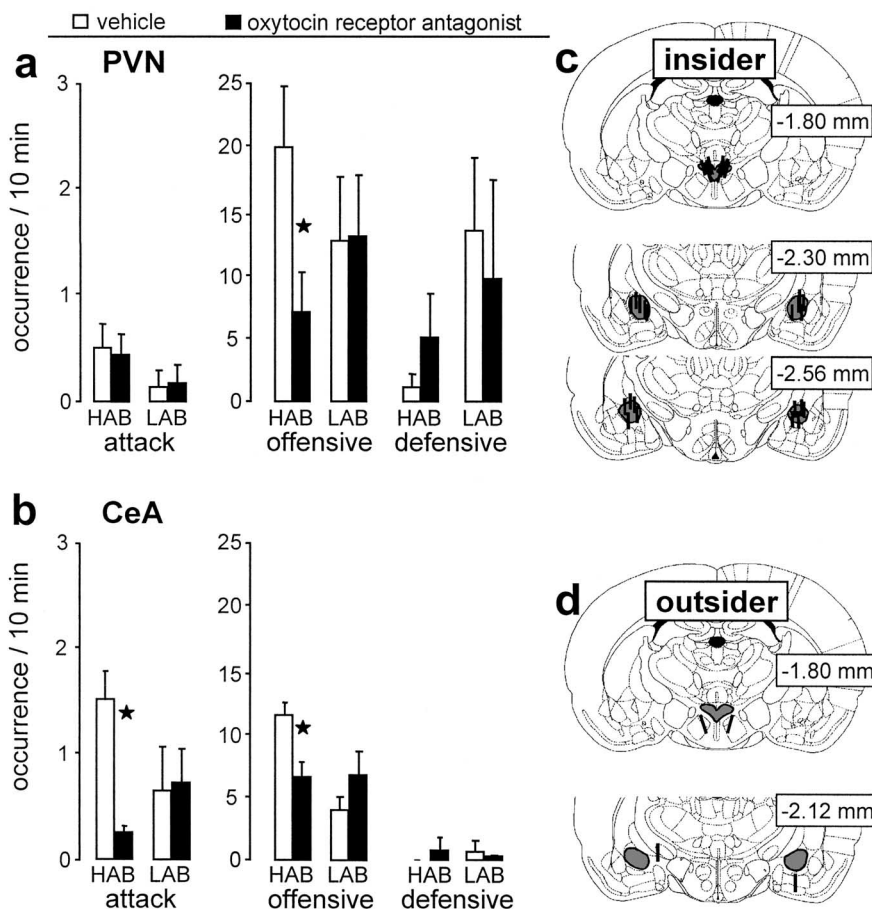 vehicle oxytocin receptor antagonist
a PVN
occurrence / 10 min
3
2
1
0
HAB LAB
attack
25
20
15
10
5
0
HAB LAB HAB LAB
offensive defensive
b CeA
occurrence / 10 min
3
2
1
0
HAB LAB
attack
25
20
15
10
5
0
HAB LAB HAB LAB
offensive defensive
c insider
-1.80 mm
-2.30 mm
-2.56 mm
d outsider
-1.80 mm
-2.12 mm